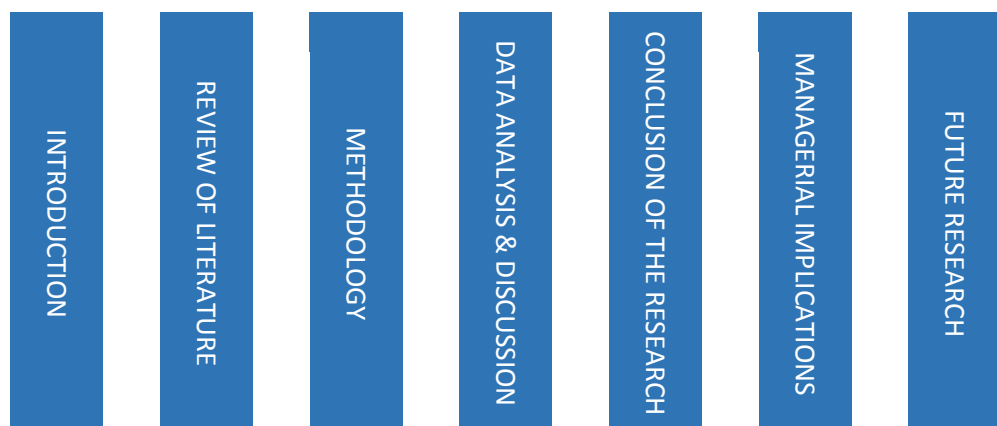 INTRODUCTION
REVIEW OF LITERATURE
METHODOLOGY
DATA ANALYSIS & DISCUSSION
CONCLUSION OF THE RESEARCH
MANAGERIAL IMPLICATIONS
FUTURE RESEARCH